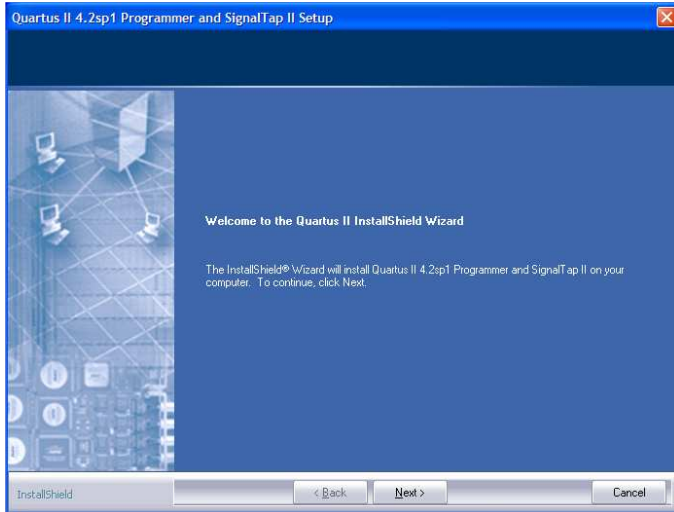 Quartus II 4.2sp1 Programmer and SignalTap II Setup
Welcome to the Quartus II InstallShield Wizard
The InstallShield® Wizard will install Quartus II 4.2sp1 Programmer and SignalTap II on your
computer. To continue, click Next.
InstallShield
< Back
Next >
Cancel